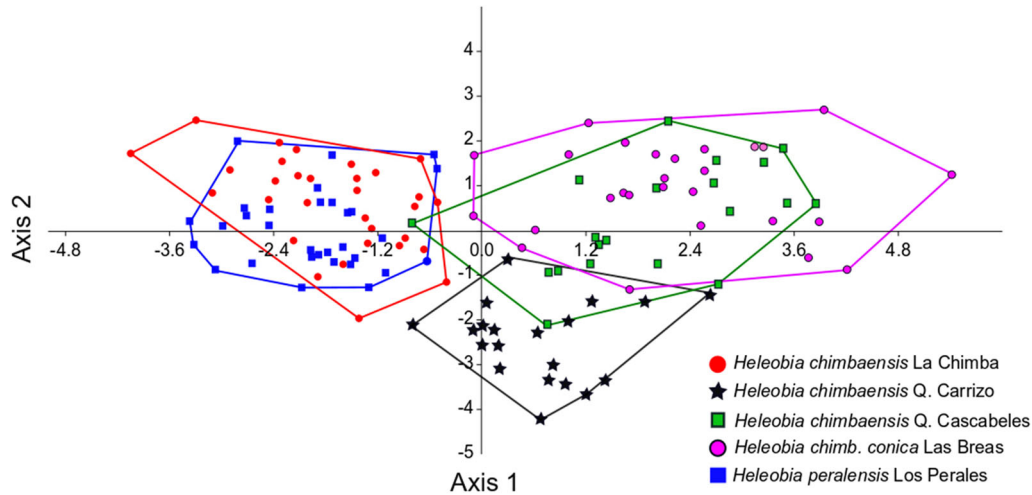 4
3
2
1
-4.8 -3.6 -2.4 -1.2 0.0 1.2 2.4 3.6 4.8
-1
-2
-3
-4
-5
Axis 2
Axis 1
Heleobia chimbaensis La Chimba
Heleobia chimbaensis Q. Carrizo
Heleobia chimbaensis Q. Cascabeles
Heleobia chimb. conica Las Breas
Heleobia peralensis Los Perales